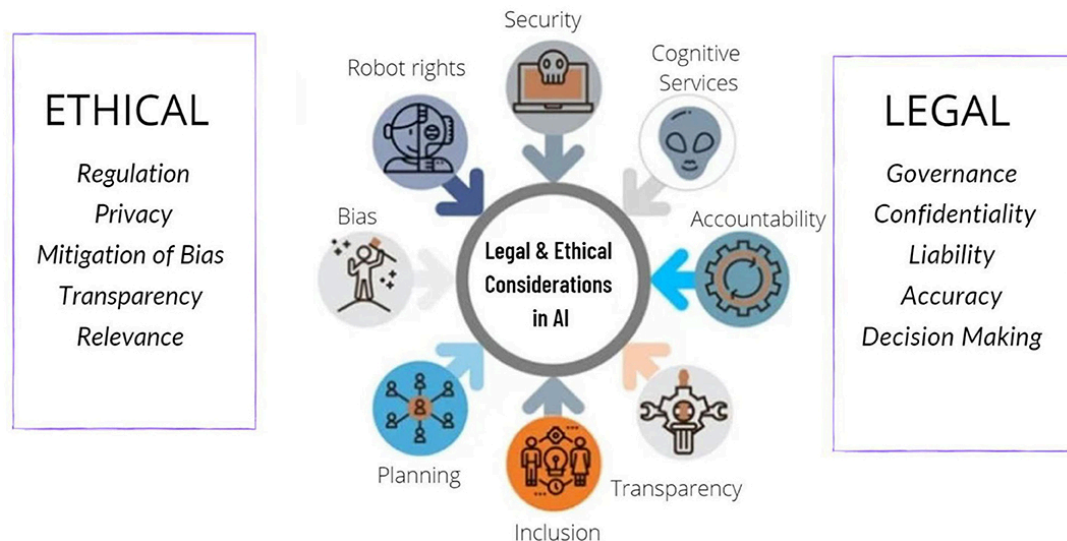 ETHICAL
Regulation
Privacy
Mitigation of Bias
Transparency
Relevance
Security
Robot rights
Cognitive
Services
Bias
Legal & Ethical
Considerations
in AI
Accountability
Planning
Inclusion
Transparency
LEGAL
Governance
Confidentiality
Liability
Accuracy
Decision Making